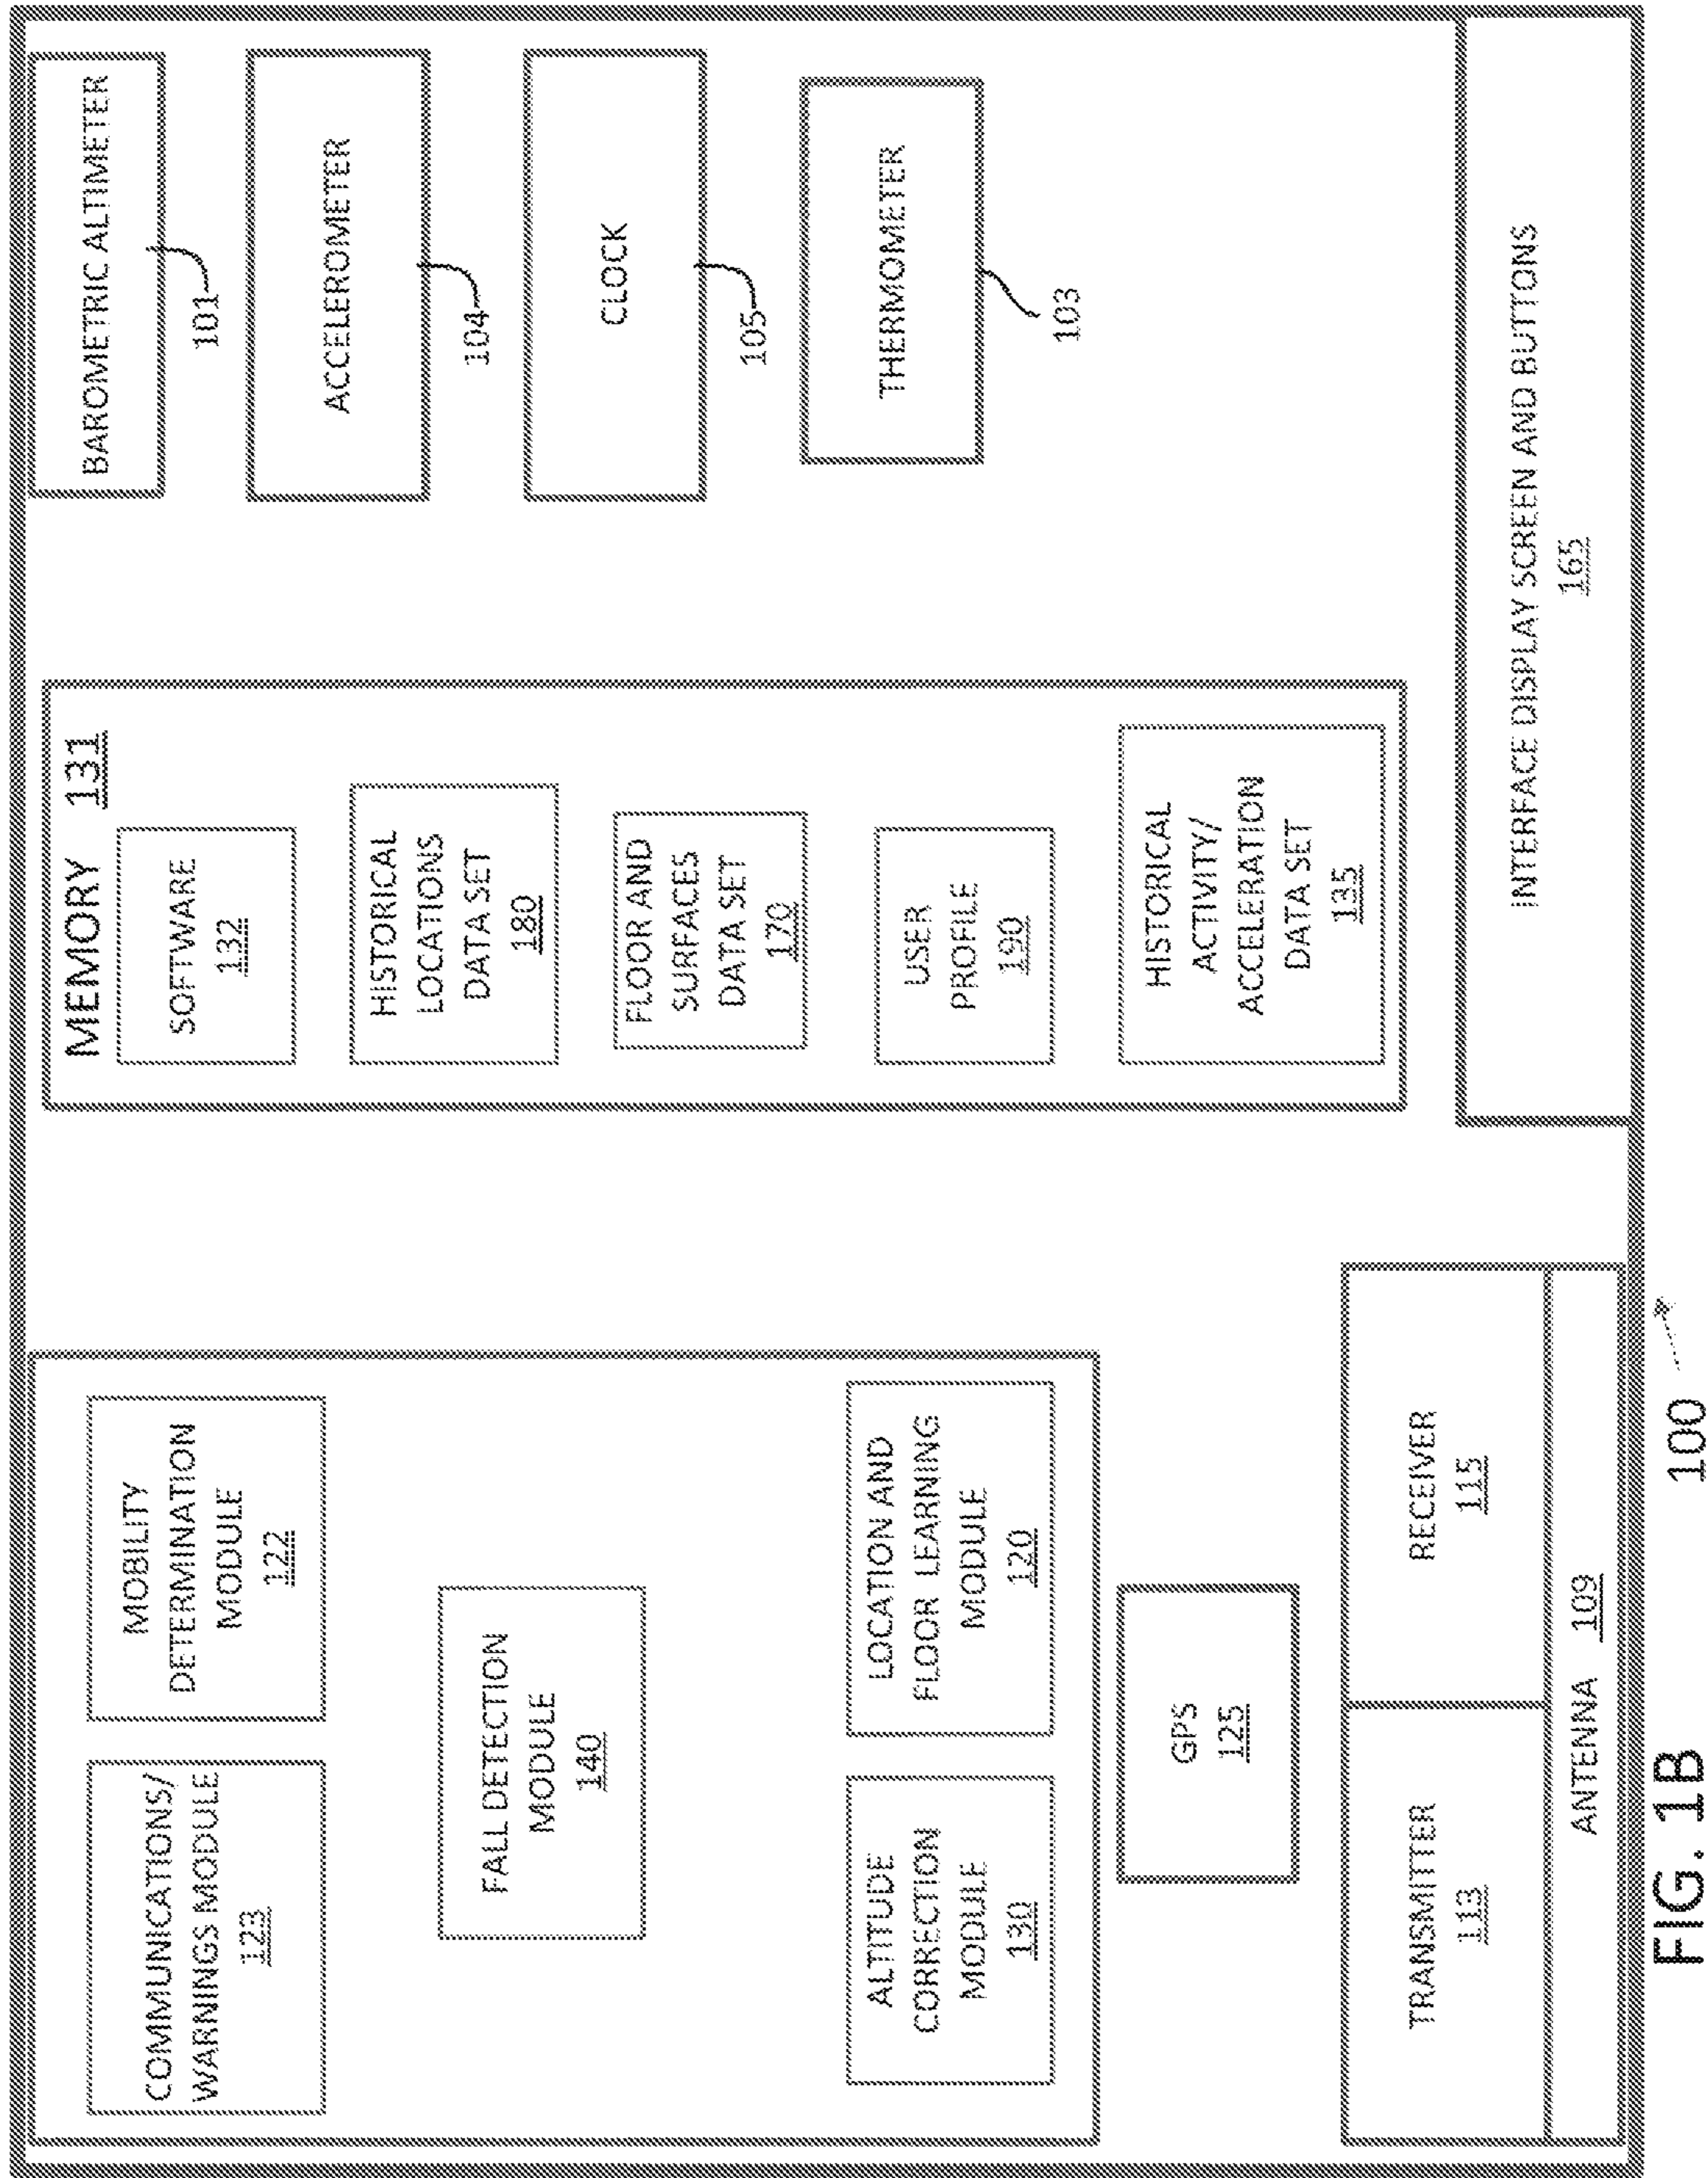 COMMUNICATIONS/
WARNINGS MODULE
123
MOBILITY
DETERMINATION
MODULE
122
FALL DETECTION
MODULE
140
ALTITUDE
CORRECTION
MODULE
130
LOCATION AND
FLOOR LEARNING
MODULE
120
GPS
125
TRANSMITTER
113
RECEIVER
115
ANTENNA 109
MEMORY 131
SOFTWARE
132
HISTORICAL
LOCATIONS
DATA SET
180
FLOOR AND
SURFACES
DATA SET
170
USER
PROFILE
190
HISTORICAL
ACTIVITY/
ACCELERATION
DATA SET
135
BAROMETRIC ALTIMETER
101
ACCELEROMETER
104
CLOCK
105
THERMOMETER
103
INTERFACE DISPLAY SCREEN AND BUTTONS
165
FIG. 1B
100